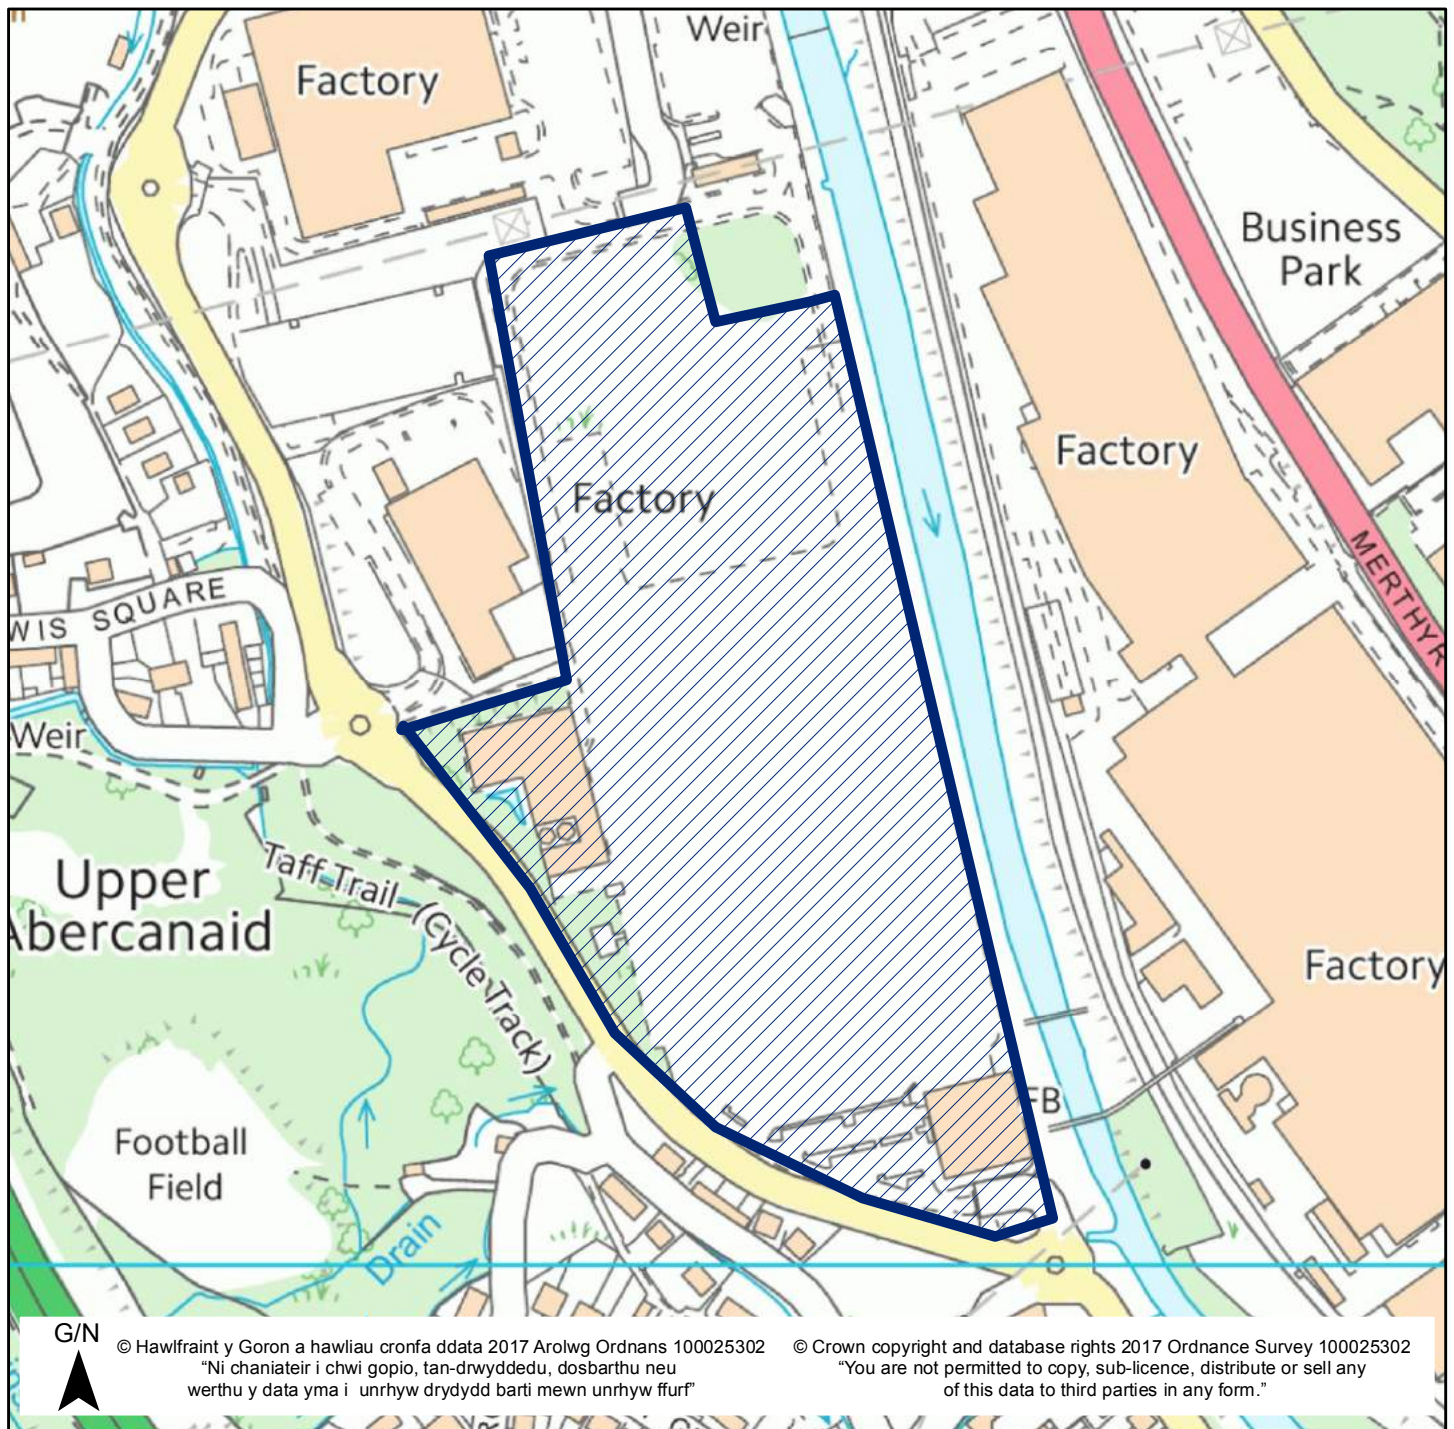 Weir
Factory
Business
Park
Factory
Factory
MERTHYR
WIS SQUARE
Weir
Upper
Abercanaid
Taff Trail (Cycle Track)
Factory
FB
Football
Field
Drain
G/N
© Hawlfraint y Goron a hawliau cronfa ddata 2017 Arolwg Ordnans 100025302
“Ni chaniateir i chwi gopio, tan-drwyddedu, dosbarthu neu
werthu y data yma i unrhyw drydydd barti mewn unrhyw ffurf”
© Crown copyright and database rights 2017 Ordnance Survey 100025302
“You are not permitted to copy, sub-licence, distribute or sell any
of this data to third parties in any form.”